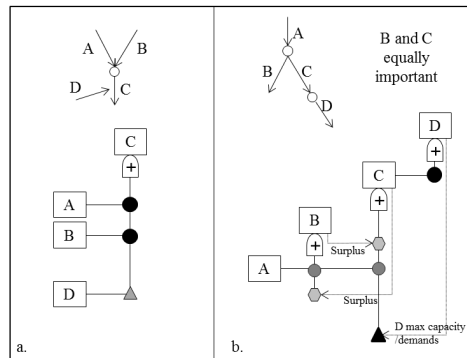 A
B
D
C
C
+
A
B
D
a.
A
B and C
equally
important
B
C
D
D
+
C
+
B
+
Surplus
A
Surplus
D max capacity
/demands
b.